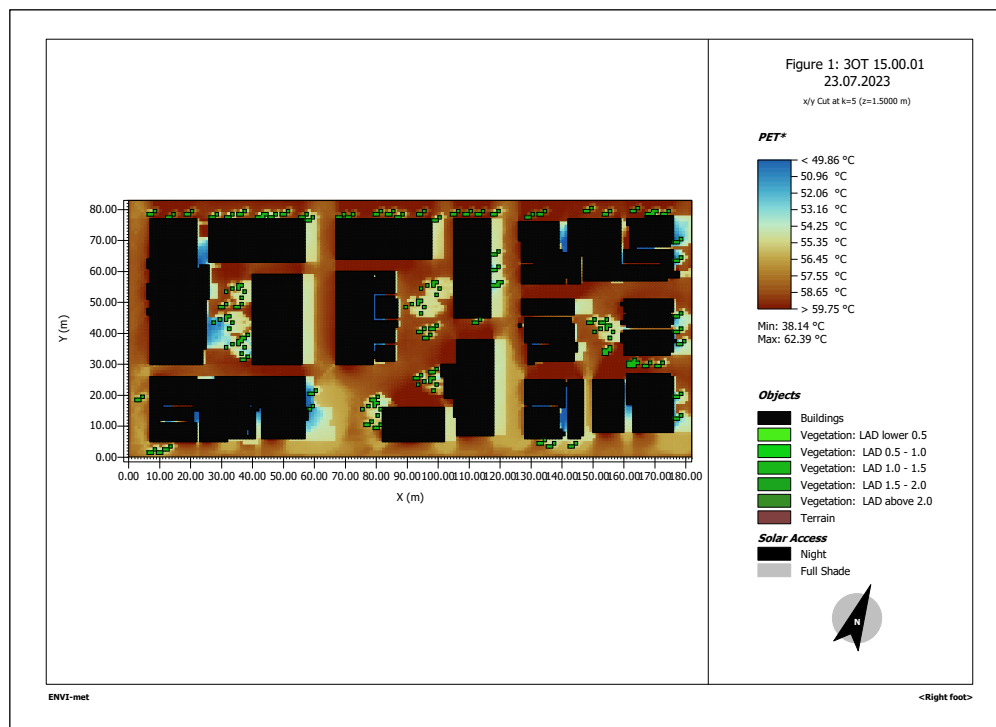 Figure 1: 3OT 15.00.01
23.07.2023
x/y Cut at k=5 (z=1.5000 m)
PET*
< 49.86 °C
50.96 °C
52.06 °C
53.16 °C
54.25 °C
55.35 °C
56.45 °C
57.55 °C
58.65 °C
> 59.75 °C
Min: 38.14 °C
Max: 62.39 °C
Objects
Buildings
Vegetation: LAD lower 0.5
Vegetation: LAD 0.5 - 1.0
Vegetation: LAD 1.0 - 1.5
Vegetation: LAD 1.5 - 2.0
Vegetation: LAD above 2.0
Terrain
Solar Access
Night
Full Shade
N
80.00
70.00
60.00
50.00
40.00
30.00
20.00
10.00
0.00
Y (m)
0.00 10.00 20.00 30.00 40.00 50.00 60.00 70.00 80.00 90.00 100.00 110.00 120.00 130.00 140.00 150.00 160.00 170.00 180.00
X (m)
ENVI-met
<Right foot>